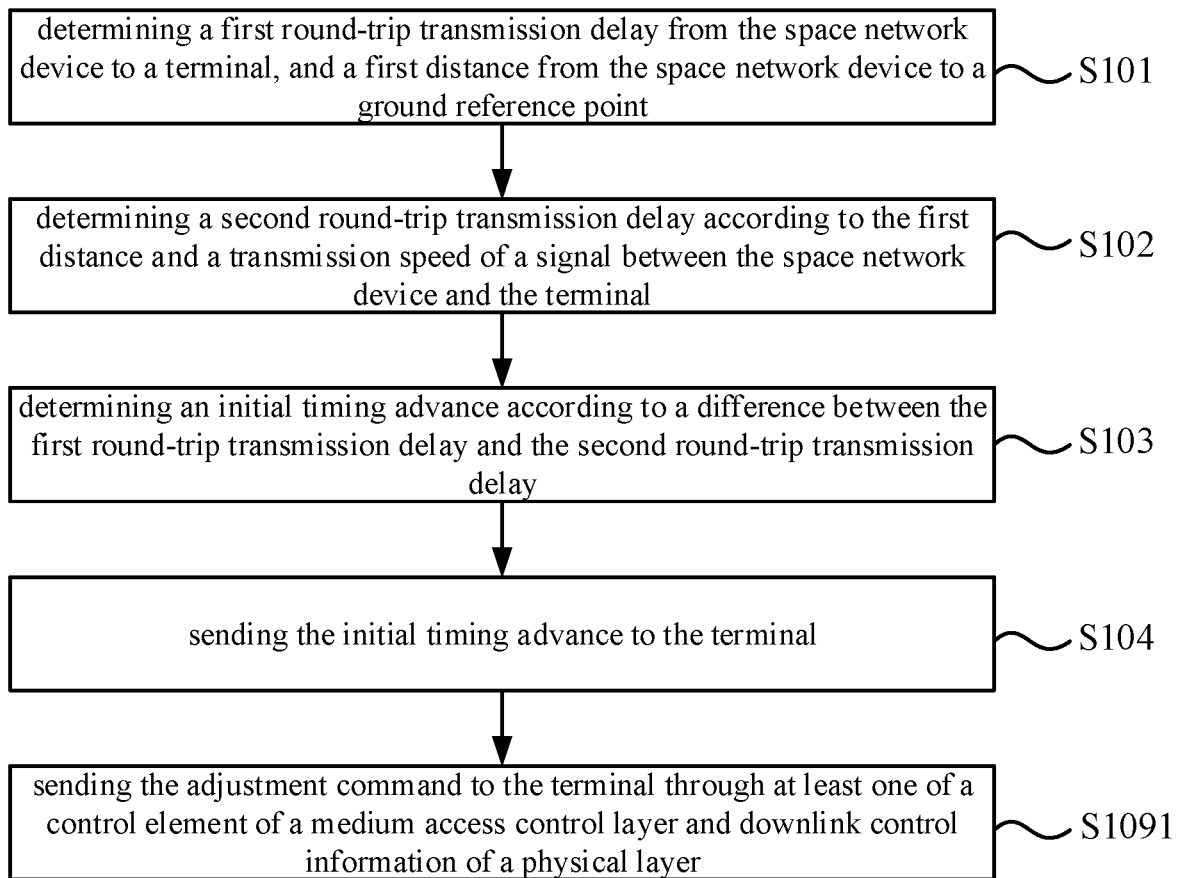 determining a first round-trip transmission delay from the space network
device to a terminal, and a first distance from the space network device to a
ground reference point
S101
determining a second round-trip transmission delay according to the first
distance and a transmission speed of a signal between the space network
device and the terminal
S102
determining an initial timing advance according to a difference between the
first round-trip transmission delay and the second round-trip transmission
delay
S103
sending the initial timing advance to the terminal
S104
sending the adjustment command to the terminal through at least one of a
control element of a medium access control layer and downlink control
information of a physical layer
S1091